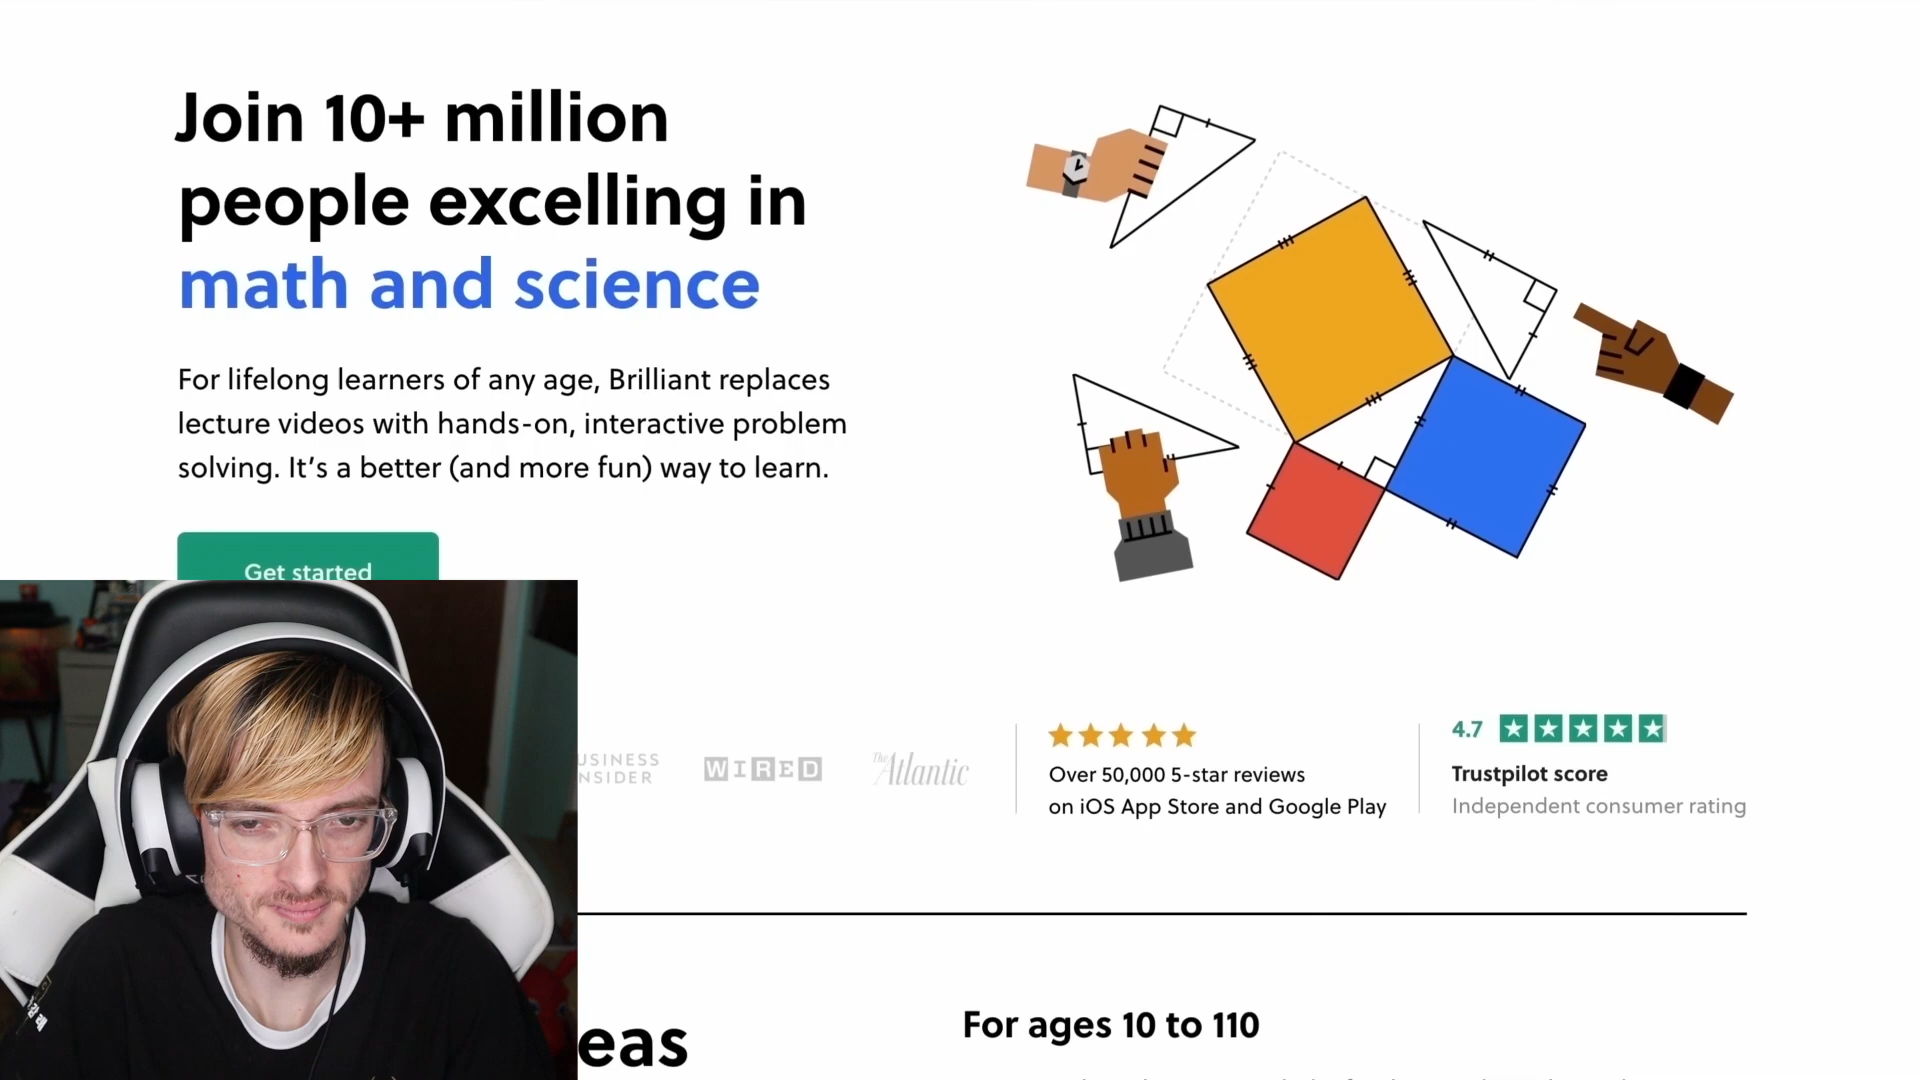 Join 10+ million
people excelling in
math and science
For lifelong learners of any age, Brilliant replaces
lecture videos with hands-on, interactive problem
solving. It's a better (and more fun) way to learn.
Get started
USINESS
NSIDER
WIRED
The Atlantic
Over 50,000 5-star reviews
on iOS App Store and Google Play
4.7
Trustpilot score
Independent consumer rating
eas
For ages 10 to 110